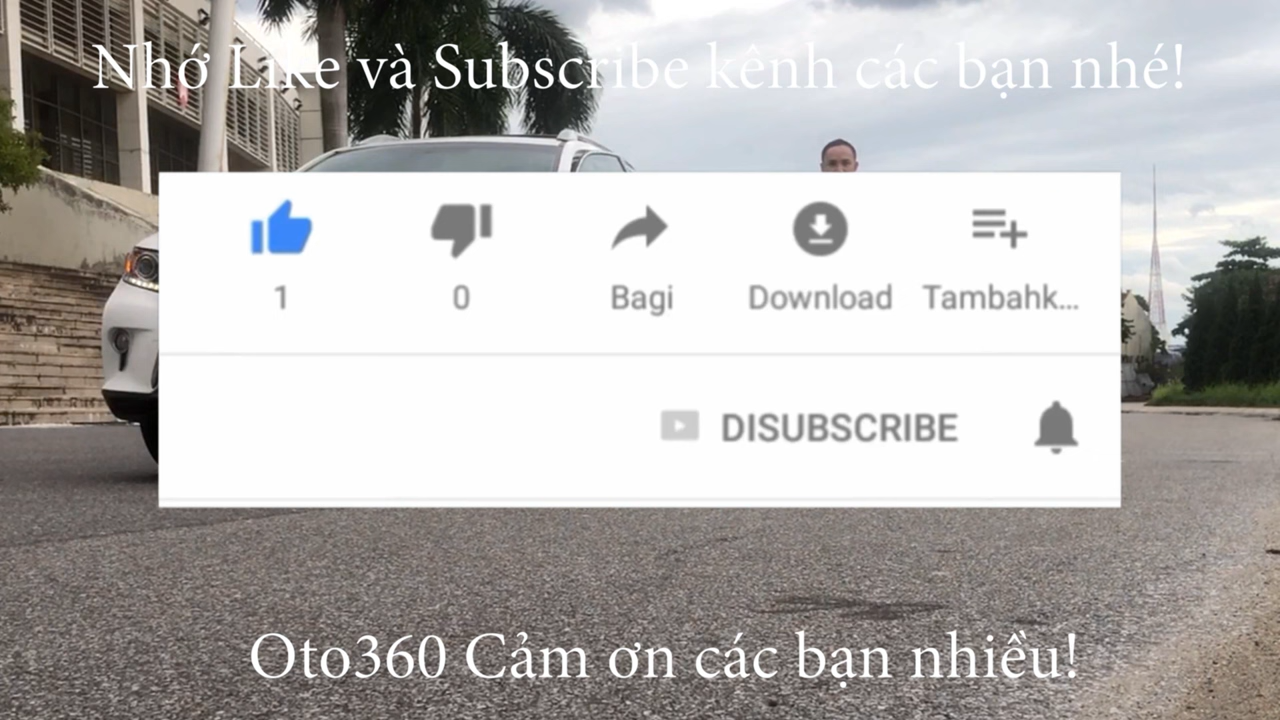 Nhớ Like và Subscribe kênh các bạn nhé!
1 0 Bagi Download Tambahk...
DISUBSCRIBE
Oto360 Cảm ơn các bạn nhiều!